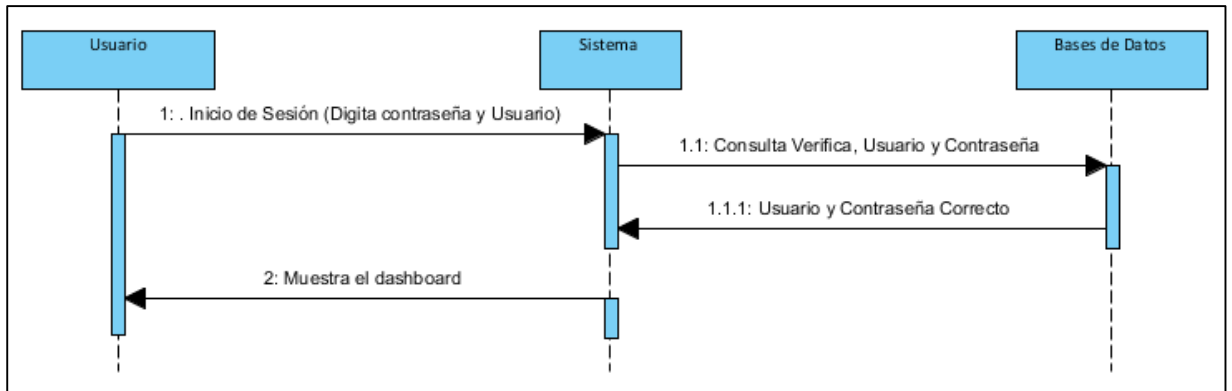 Usuario
Sistema
Bases de Datos
1: . Inicio de Sesión (Digita contraseña y Usuario)
1.1: Consulta Verifica, Usuario y Contraseña
1.1.1: Usuario y Contraseña Correcto
2: Muestra el dashboard